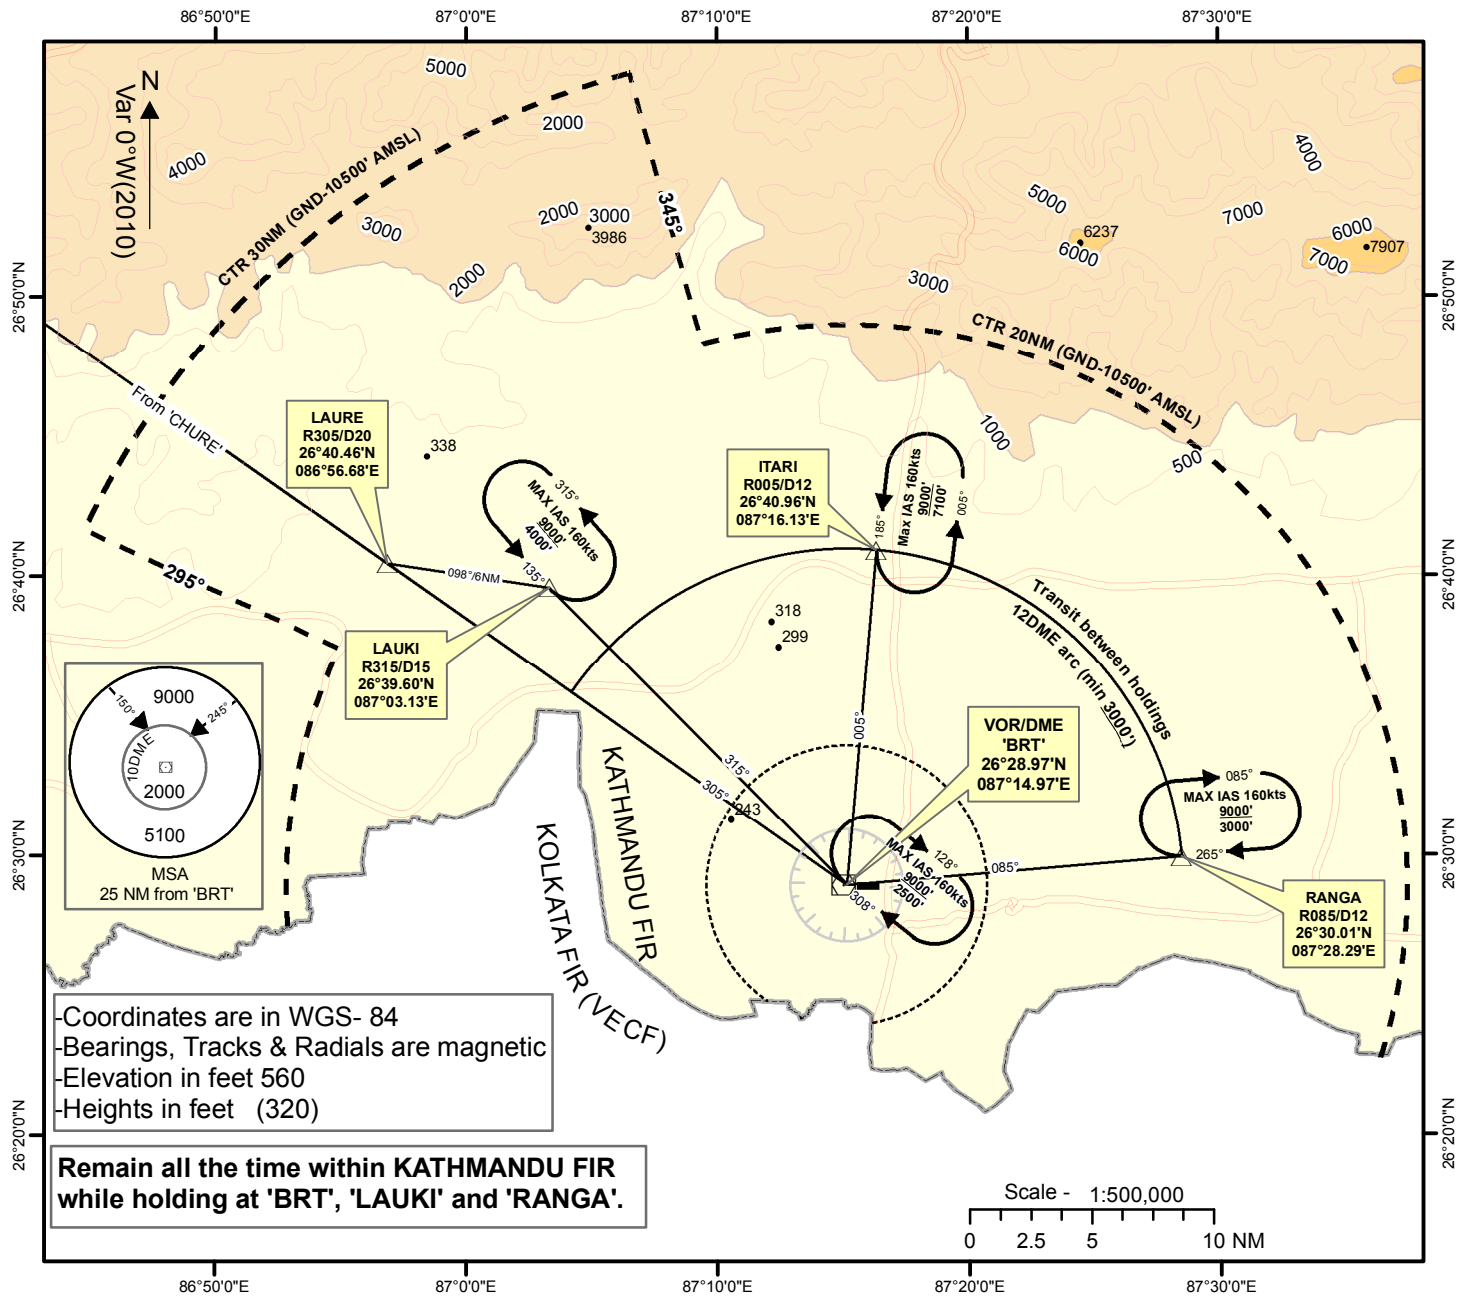 86°50'0"E
87°0'0"E
87°10'0"E
87°20'0"E
87°30'0"E
26°50'0"N
26°40'0"N
26°30'0"N
26°20'0"N
26°50'0"N
26°40'0"N
26°30'0"N
26°20'0"N
N
Var 0°W(2010)
5000
4000
2000
3000
2000
3000
3986
2000
CTR 30NM (GND-10500' AMSL)
345°
5000
6237
6000
7000
4000
6000
7907
7000
3000
CTR 20NM (GND-10500' AMSL)
1000
500
From 'CHURE'
LAURE
R305/D20
26°40.46'N
086°56.68'E
338
315°
MAX IAS 160kts
9000'
4000'
135°
098°/6NM
ITARI
R005/D12
26°40.96'N
087°16.13'E
185°
Max IAS 160kts
9000'
7100'
005°
295°
LAUKI
R315/D15
26°39.60'N
087°03.13'E
318
299
Transit between holdings
12DME arc (min 3000')
005°
315°
305°
243
VOR/DME
'BRT'
26°28.97'N
087°14.97'E
128°
MAX IAS 160kts
9000'
2500'
308°
085°
085°
MAX IAS 160kts
9000'
3000'
265°
RANGA
R085/D12
26°30.01'N
087°28.29'E
9000
150°
245°
10DME
2000
5100
MSA
25 NM from 'BRT'
KATHMANDU FIR
KOLKATA FIR (VECF)
-Coordinates are in WGS- 84
-Bearings, Tracks & Radials are magnetic
-Elevation in feet 560
-Heights in feet (320)
Remain all the time within KATHMANDU FIR
while holding at 'BRT', 'LAUKI' and 'RANGA'.
Scale - 1:500,000
0 2.5 5 10 NM
86°50'0"E
87°0'0"E
87°10'0"E
87°20'0"E
87°30'0"E